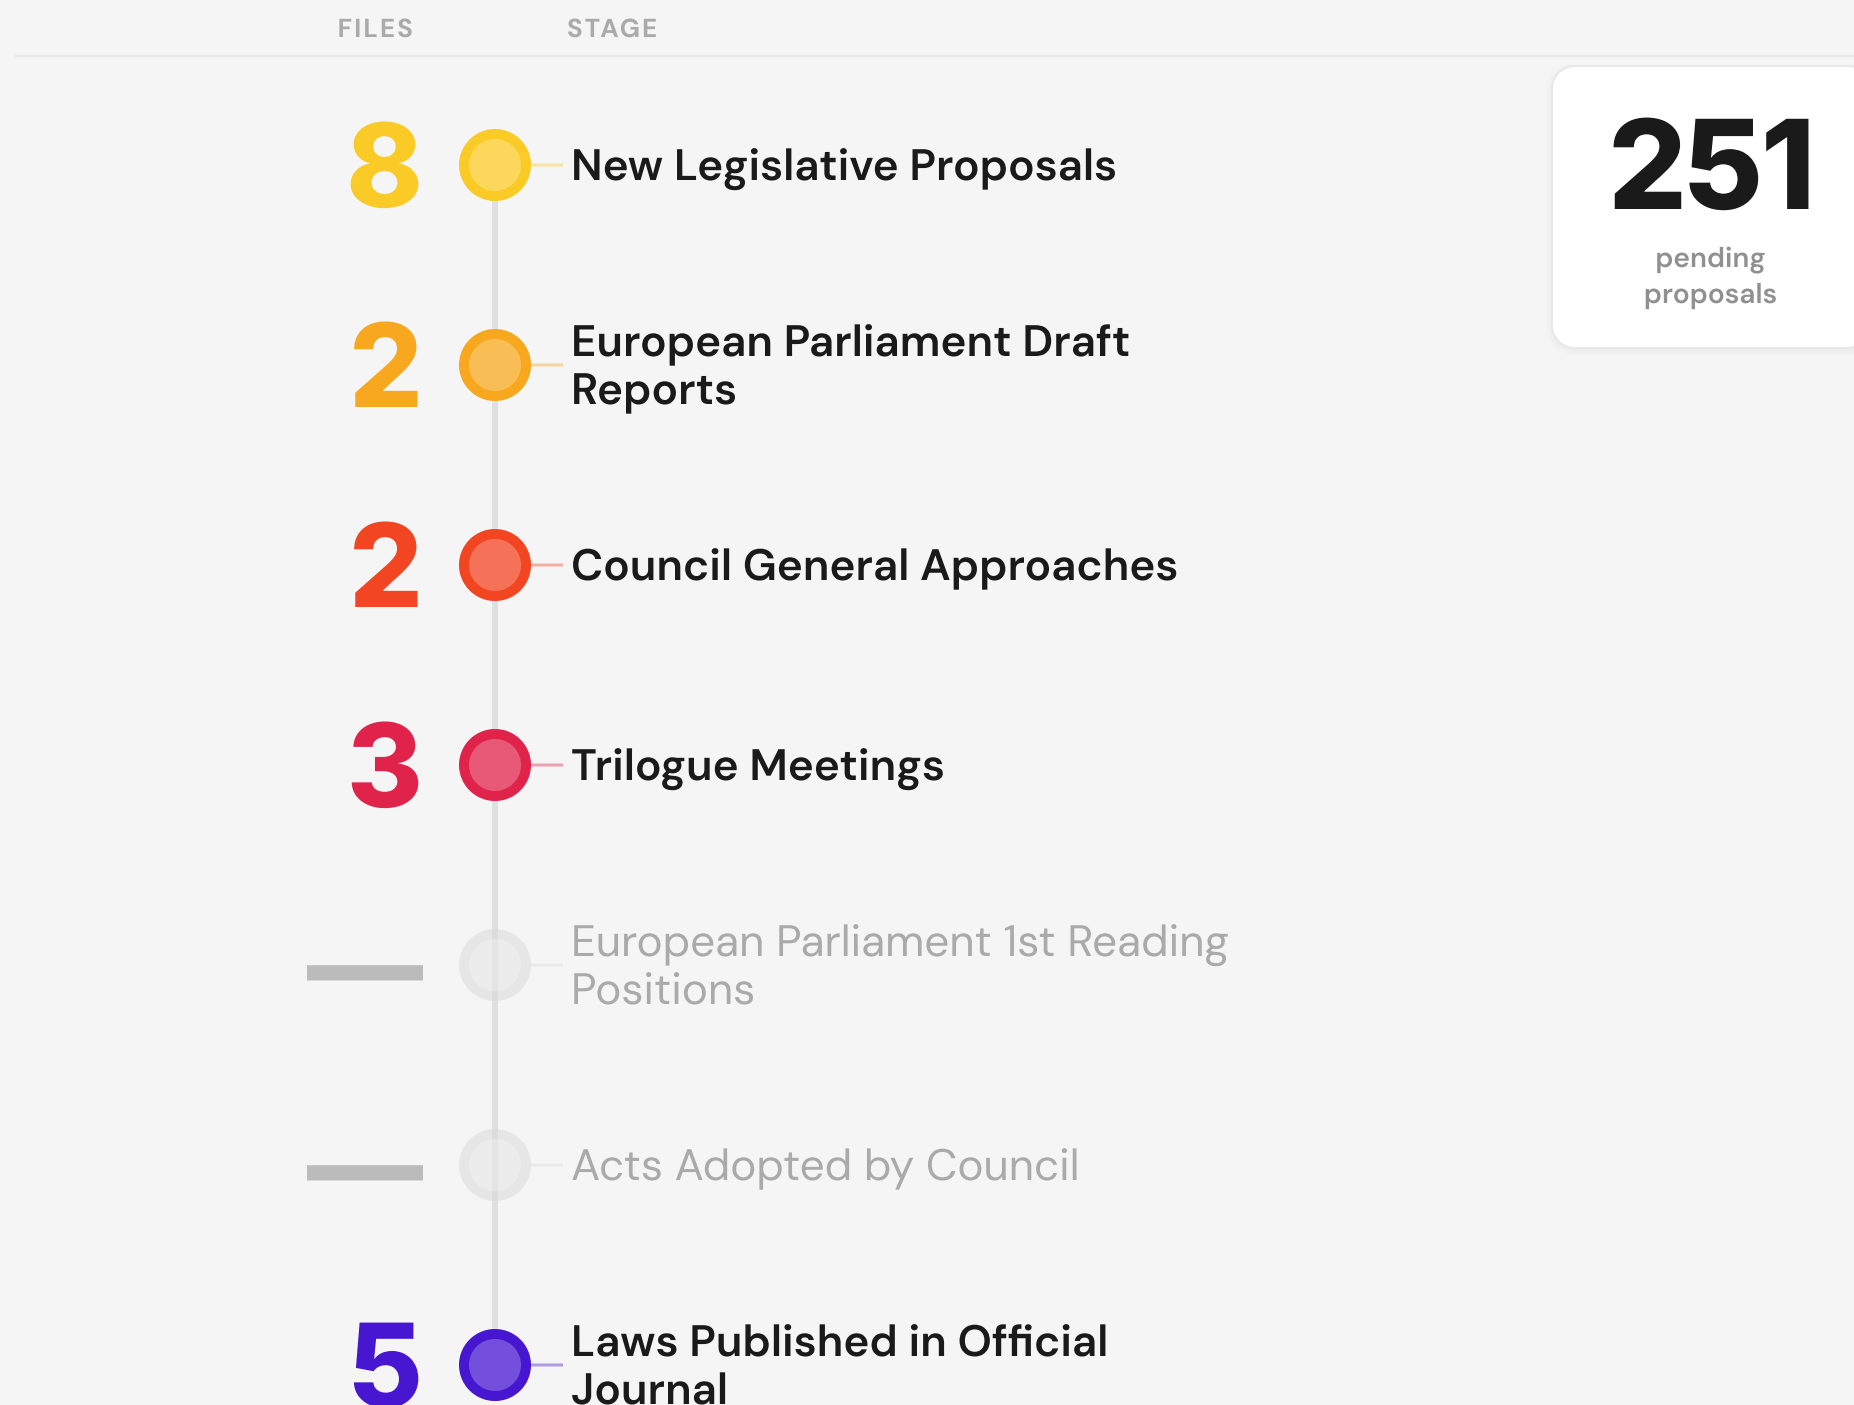 FILES STAGE
8 New Legislative Proposals
251
pending
proposals
2 European Parliament Draft
Reports
2 Council General Approaches
3 Trilogue Meetings
— European Parliament 1st Reading
Positions
— Acts Adopted by Council
5 Laws Published in Official
Journal